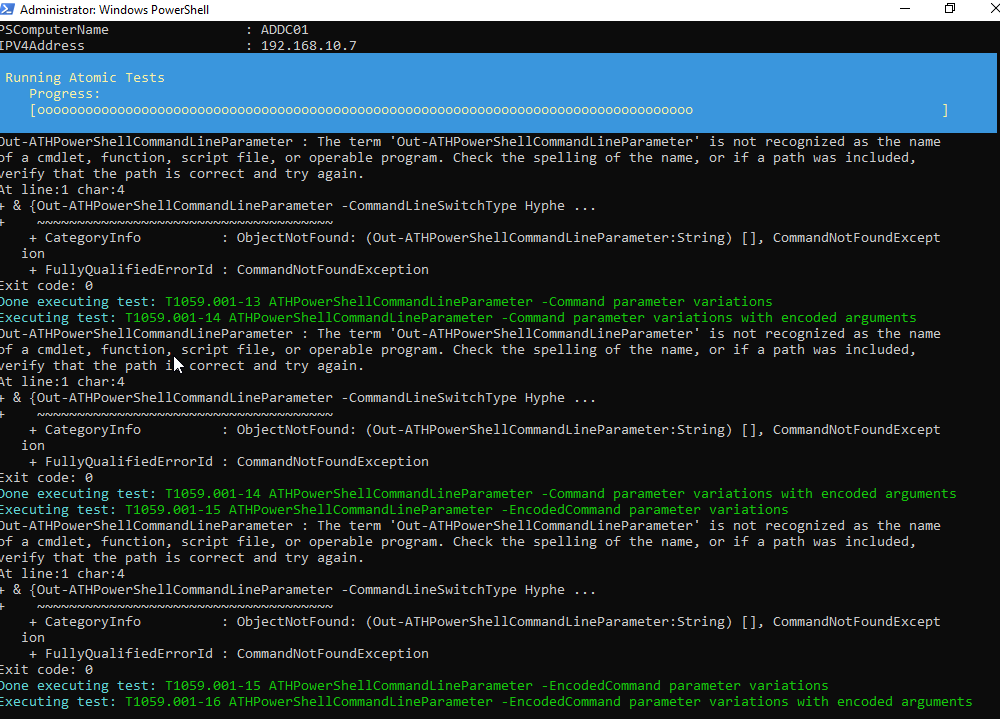 Administrator: Windows PowerShell
PSComputerName : ADDC01
IPV4Address : 192.168.10.7
Running Atomic Tests
Progress:
[oooooooooooooooooooooooooooooooooooooooooooooooooooooooooooooooooooooooooooooooooo ]
Out-ATHPowerShellCommandLineParameter : The term 'Out-ATHPowerShellCommandLineParameter' is not recognized as the name
of a cmdlet, function, script file, or operable program. Check the spelling of the name, or if a path was included,
verify that the path is correct and try again.
At line:1 char:4
+ & {Out-ATHPowerShellCommandLineParameter -CommandLineSwitchType Hyphe ...
+ ~~~~~~~~~~~~~~~~~~~~~~~~~~~~~~~~~~~~~
+ CategoryInfo : ObjectNotFound: (Out-ATHPowerShellCommandLineParameter:String) [], CommandNotFoundExcept
ion
+ FullyQualifiedErrorId : CommandNotFoundException
Exit code: 0
Done executing test: T1059.001-13 ATHPowerShellCommandLineParameter -Command parameter variations
Executing test: T1059.001-14 ATHPowerShellCommandLineParameter -Command parameter variations with encoded arguments
Out-ATHPowerShellCommandLineParameter : The term 'Out-ATHPowerShellCommandLineParameter' is not recognized as the name
of a cmdlet, function, script file, or operable program. Check the spelling of the name, or if a path was included,
verify that the path is correct and try again.
At line:1 char:4
+ & {Out-ATHPowerShellCommandLineParameter -CommandLineSwitchType Hyphe ...
+ ~~~~~~~~~~~~~~~~~~~~~~~~~~~~~~~~~~~~~
+ CategoryInfo : ObjectNotFound: (Out-ATHPowerShellCommandLineParameter:String) [], CommandNotFoundExcept
ion
+ FullyQualifiedErrorId : CommandNotFoundException
Exit code: 0
Done executing test: T1059.001-14 ATHPowerShellCommandLineParameter -Command parameter variations with encoded arguments
Executing test: T1059.001-15 ATHPowerShellCommandLineParameter -EncodedCommand parameter variations
Out-ATHPowerShellCommandLineParameter : The term 'Out-ATHPowerShellCommandLineParameter' is not recognized as the name
of a cmdlet, function, script file, or operable program. Check the spelling of the name, or if a path was included,
verify that the path is correct and try again.
At line:1 char:4
+ & {Out-ATHPowerShellCommandLineParameter -CommandLineSwitchType Hyphe ...
+ ~~~~~~~~~~~~~~~~~~~~~~~~~~~~~~~~~~~~~
+ CategoryInfo : ObjectNotFound: (Out-ATHPowerShellCommandLineParameter:String) [], CommandNotFoundExcept
ion
+ FullyQualifiedErrorId : CommandNotFoundException
Exit code: 0
Done executing test: T1059.001-15 ATHPowerShellCommandLineParameter -EncodedCommand parameter variations
Executing test: T1059.001-16 ATHPowerShellCommandLineParameter -EncodedCommand parameter variations with encoded arguments